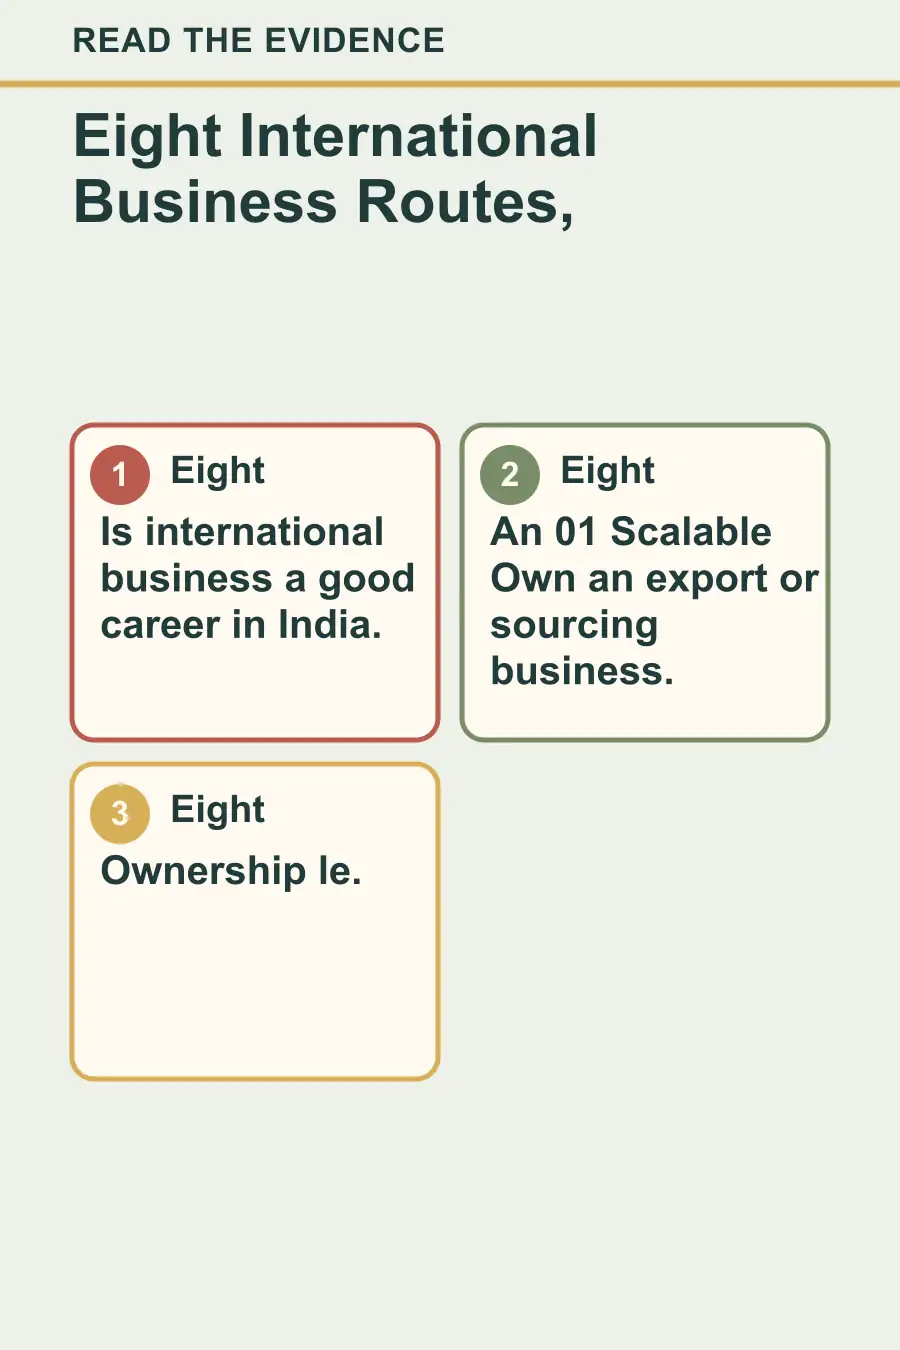 READ THE EVIDENCE
Eight International
Business Routes,
1 Eight
Is international
business a good
career in India.
2 Eight
An 01 Scalable
Own an export or
sourcing
business.
3 Eight
Ownership le.